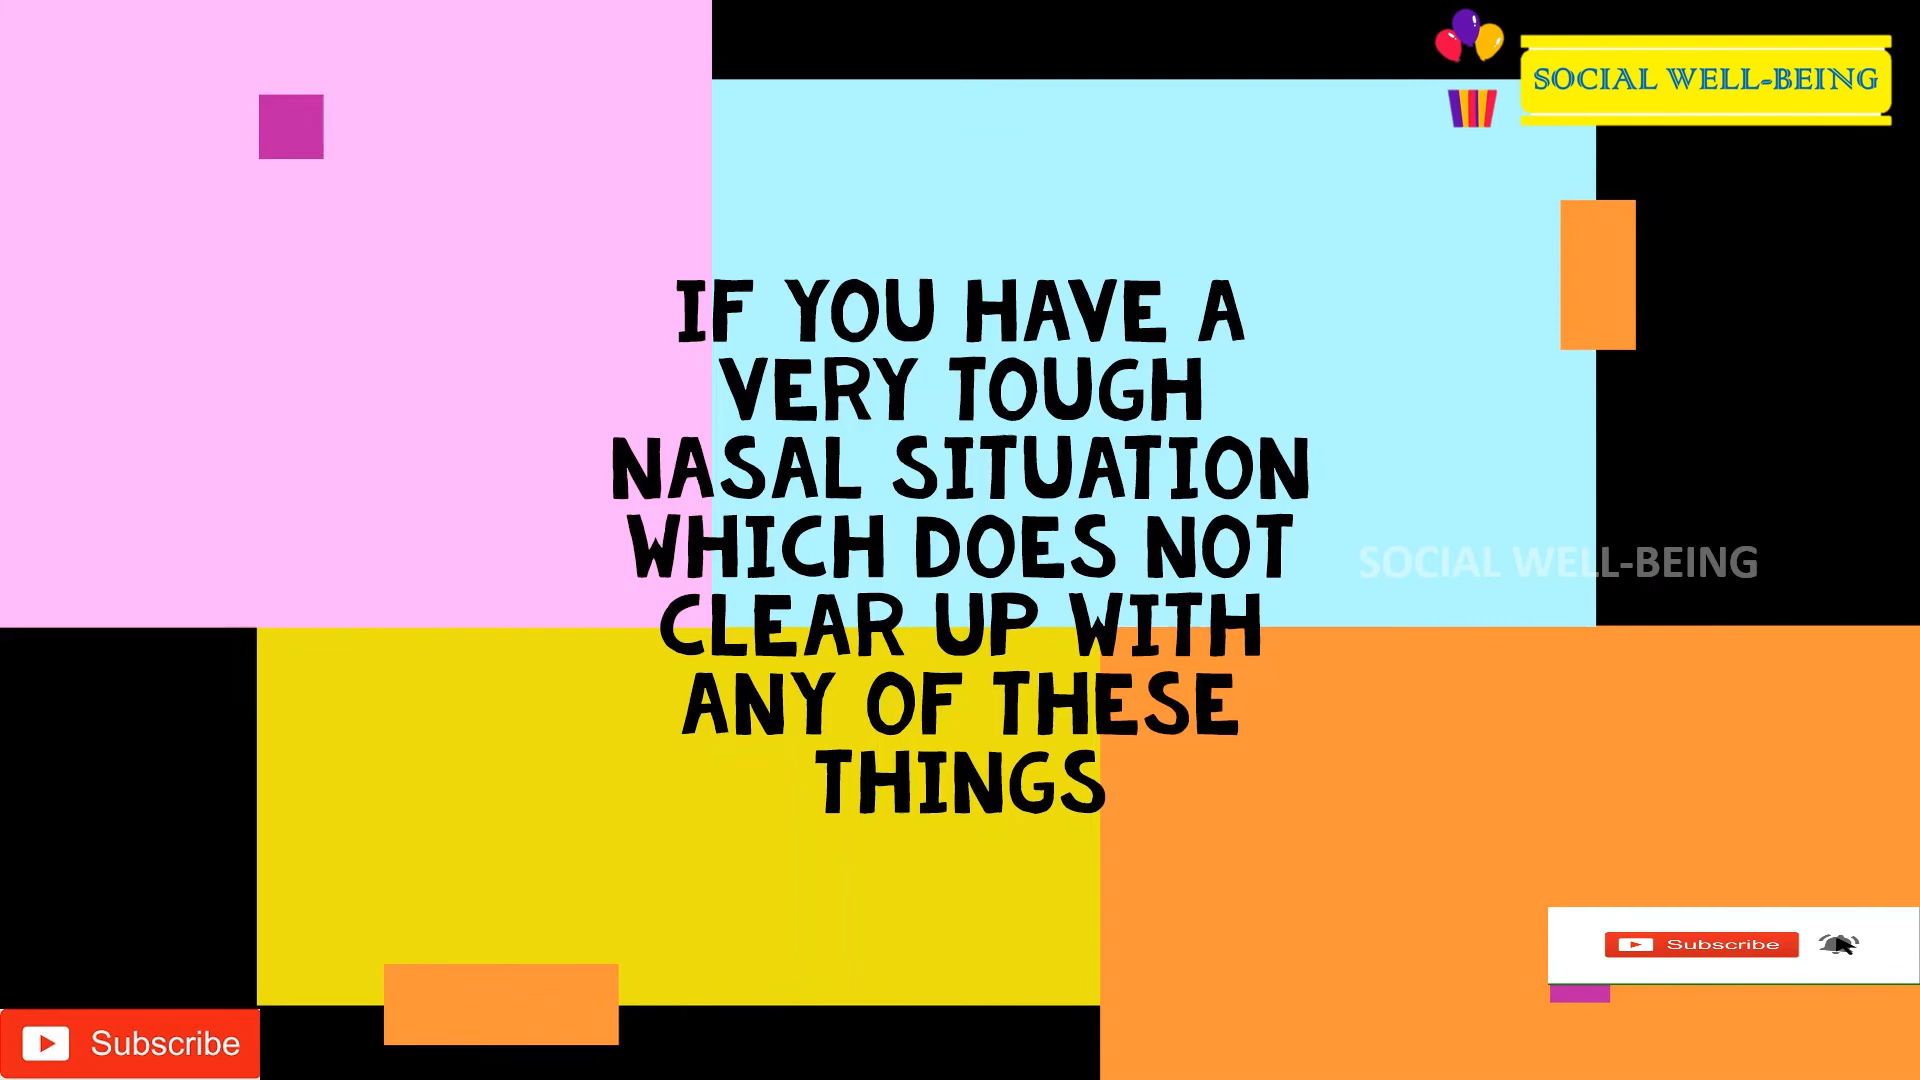 SOCIAL WELL-BEING
IF YOU HAVE A
VERY TOUGH
NASAL SITUATION
WHICH DOES NOT
CLEAR UP WITH
ANY OF THESE
THINGS
SOCIAL WELL-BEING
Subscribe
Subscribe